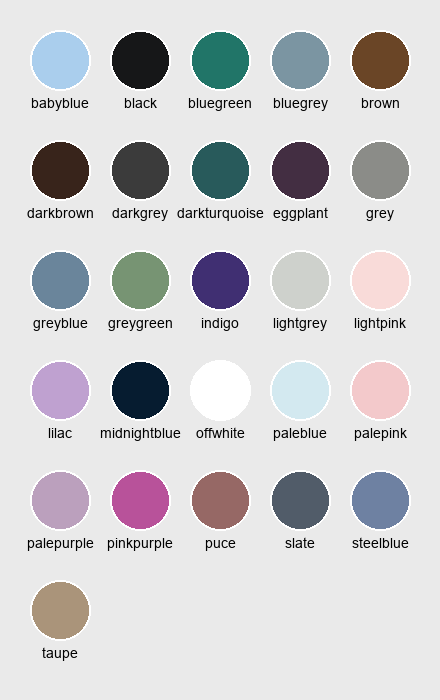 babyblue black bluegreen bluegrey brown
darkbrown darkgrey darkturquoise eggplant grey
greyblue greygreen indigo lightgrey lightpink
lilac midnightblue offwhite paleblue palepink
palepurple pinkpurple puce slate steelblue
taupe